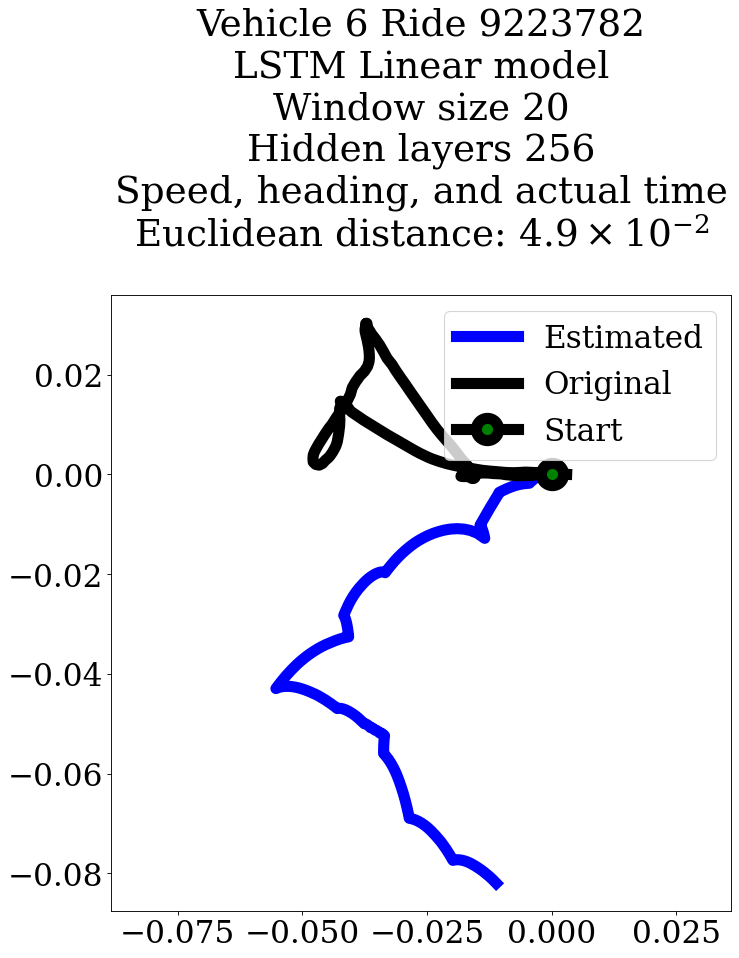 Vehicle 6 Ride 9223782
LSTM Linear model
Window size 20
Hidden layers 256
Speed, heading, and actual time
Euclidean distance: 4.9 × 10⁻²
Estimated
Original
Start
0.02
0.00
−0.02
−0.04
−0.06
−0.08
−0.075 −0.050 −0.025 0.000 0.025